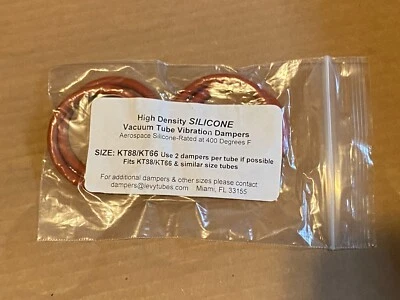 High Density SILICONE
Vacuum Tube Vibration Dampers
Aerospace Silicone-Rated at 400 Degrees F
SIZE: KT88/KT66 Use 2 dampers per tube if possible
Fits KT88/KT66 & similar size tubes
For additional dampers & other sizes please contact
dampers@levytubes.com Miami, FL 33155